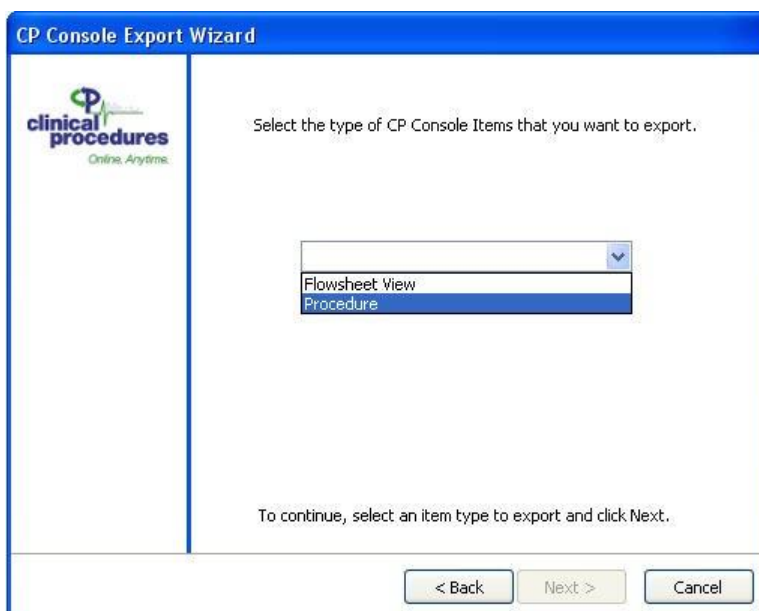 CP Console Export Wizard
CP
clinical
procedures
Online. Anytime.
Select the type of CP Console Items that you want to export.
Flowsheet View
Procedure
To continue, select an item type to export and click Next.
< Back
Next >
Cancel